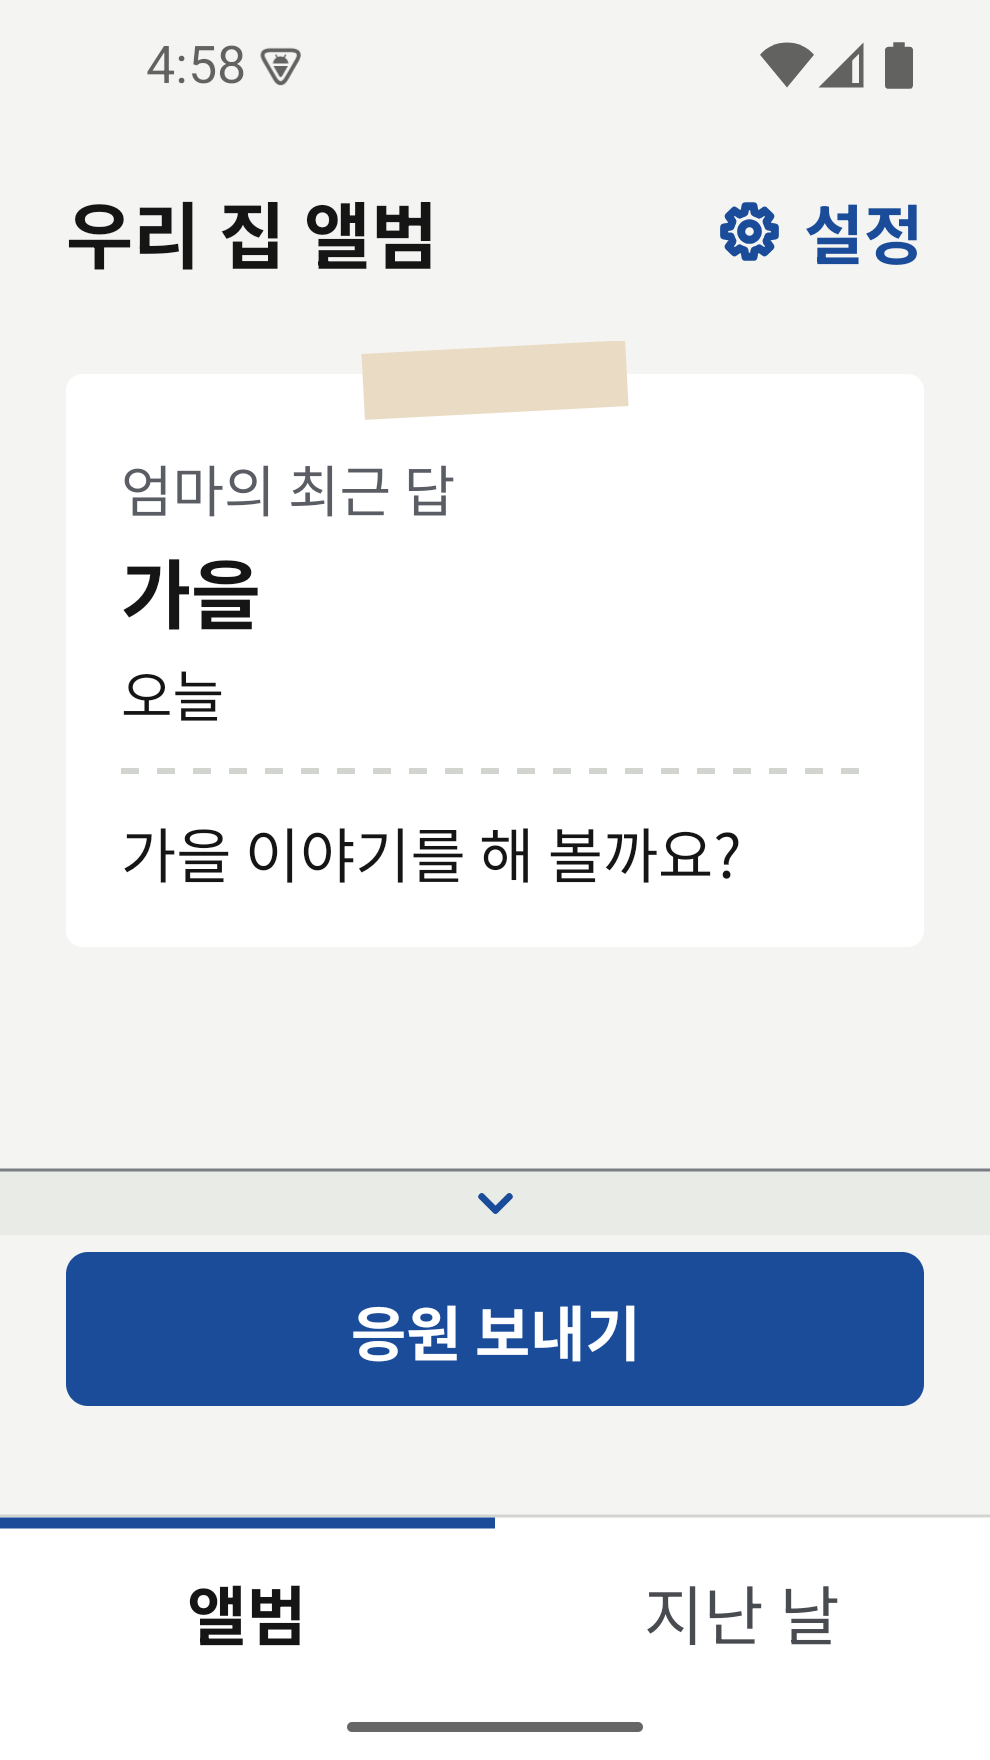 4:58
우리 집 앨범
설정
엄마의 최근 답
가을
오늘
가을 이야기를 해 볼까요?
응원 보내기
앨범
지난 날